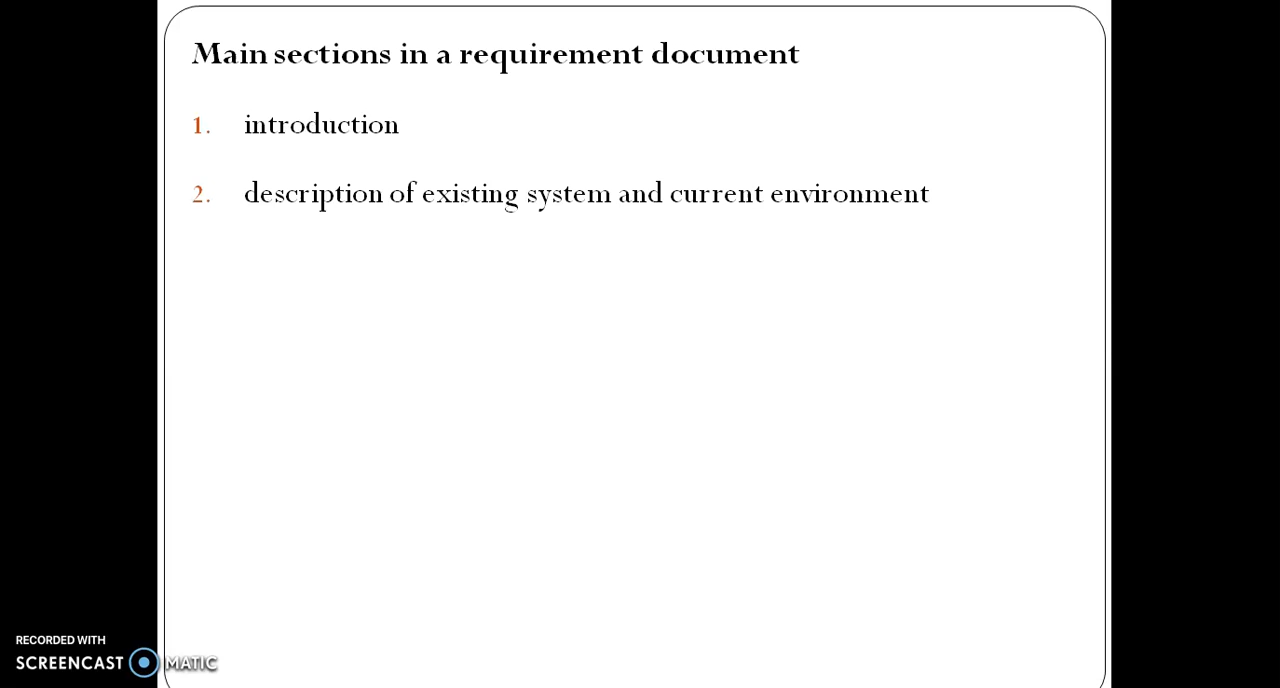 Main sections in a requirement document
1. introduction
2. description of existing system and current environment
RECORDED WITH
SCREENCAST MATIC